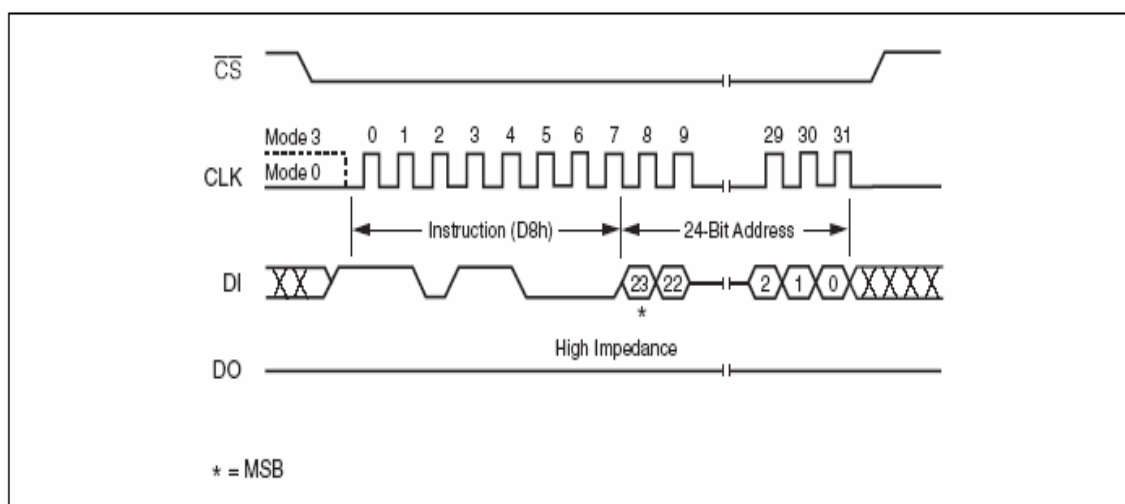 CS
Mode 3 0 1 2 3 4 5 6 7 8 9 29 30 31
CLK Mode 0
Instruction (D8h) 24-Bit Address
DI 23 22 2 1 0
*
High Impedance
DO
* = MSB